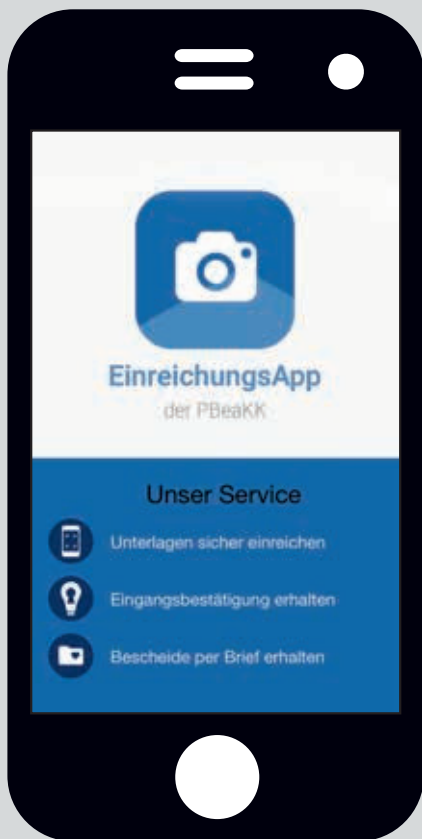 EinreichungsApp
der PBeaKK
Unser Service
Unterlagen sicher einreichen
Eingangsbestätigung erhalten
Bescheide per Brief erhalten